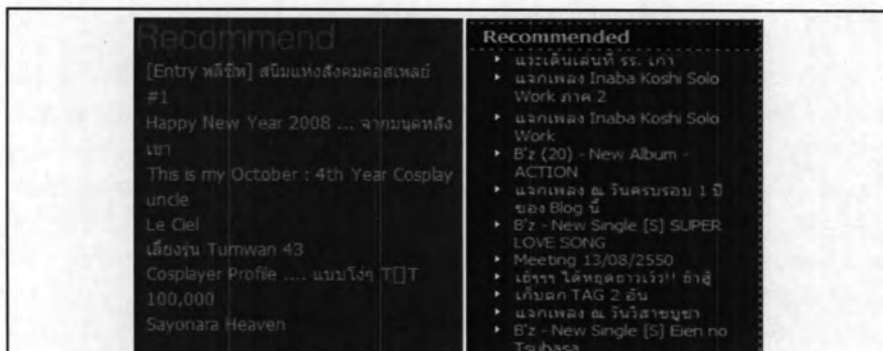 Recommend
[Entry พลีชีพ] สนิมแห่งสังคมคอสเพลย์
#1
Happy New Year 2008 ... จากมนุดหลัง
เขา
This is my October : 4th Year Cosplay
uncle
Le Ciel
เลี้ยงรุ่น Tumwan 43
Cosplayer Profile .... แบบโง่ๆ T[]T
100,000
Sayonara Heaven
Recommended
แวะเดินเล่นที่ รร. เก่า
แจกเพลง Inaba Koshi Solo
Work ภาค 2
แจกเพลง Inaba Koshi Solo
Work
B'z (20) - New Album -
ACTION
แจกเพลง ณ วันครบรอบ 1 ปี
ของ Blog นี้
B'z - New Single [S] SUPER
LOVE SONG
Meeting 13/08/2550
ได้หยุดยาวเว้ว!!
เก็บตก TAG 2 อัน
แจกเพลง ณ วันวิสาขบูชา
B'z - New Single [S] Eien no
Tsubasa